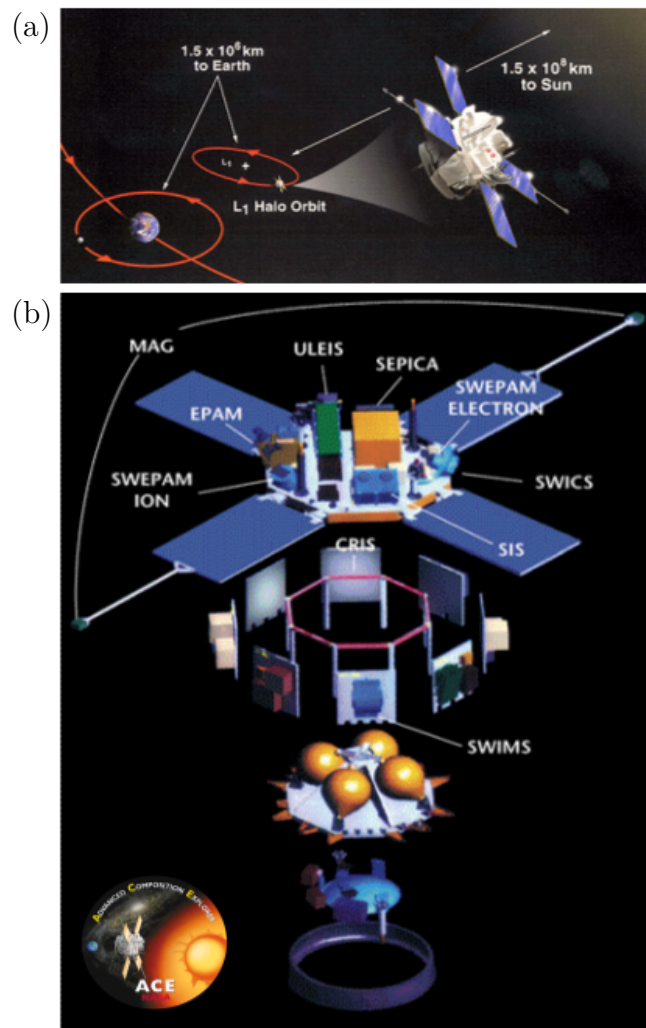 (a)
1.5 x 10⁶ km
to Earth
1.5 x 10⁸ km
to Sun
L₁
L₁ Halo Orbit
(b)
MAG
ULEIS
SEPICA
SWEPAM
ELECTRON
EPAM
SWEPAM
ION
SWICS
SIS
CRIS
SWIMS
ADVANCED COMPOSITION EXPLORER
ACE
NASA